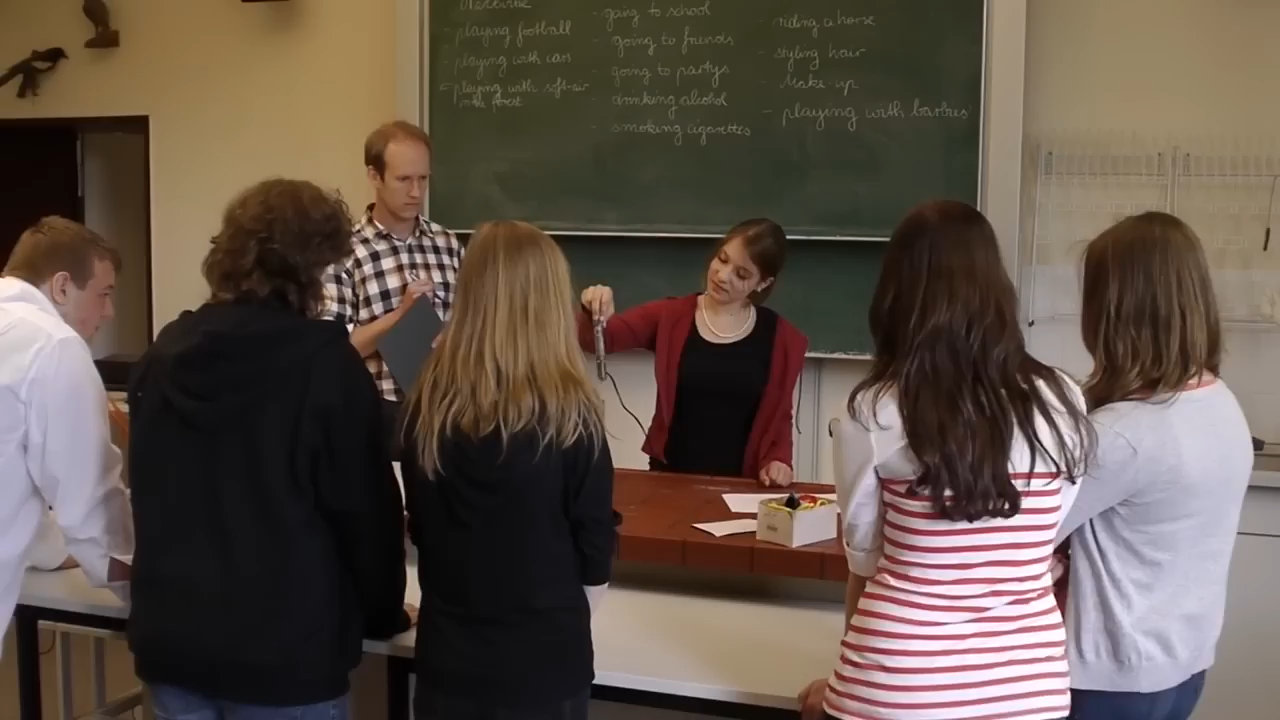 - playing football
- playing with cars
- playing with soft-air
in the forest
- going to school
- going to friends
- going to partys
- drinking alcohol
- smoking cigarettes
- riding a horse
- styling hair
- Make-up
- playing with barbies